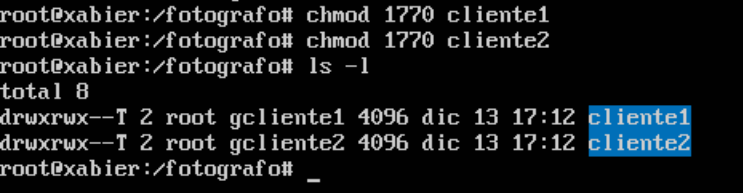 root@xabier:/fotografo# chmod 1770 cliente1
root@xabier:/fotografo# chmod 1770 cliente2
root@xabier:/fotografo# ls -l
total 8
drwxrwx--T 2 root gcliente1 4096 dic 13 17:12 cliente1
drwxrwx--T 2 root gcliente2 4096 dic 13 17:12 cliente2
root@xabier:/fotografo# _